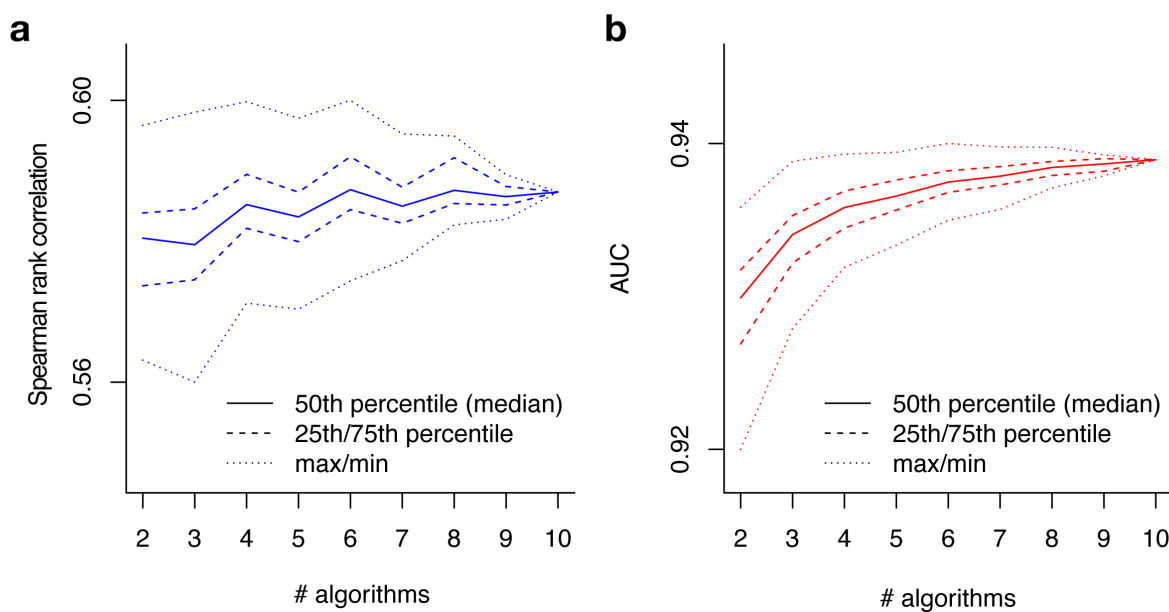 a
Spearman rank correlation
0.60
0.56
50th percentile (median)
25th/75th percentile
max/min
2 3 4 5 6 7 8 9 10
# algorithms
b
AUC
0.94
0.92
50th percentile (median)
25th/75th percentile
max/min
2 3 4 5 6 7 8 9 10
# algorithms